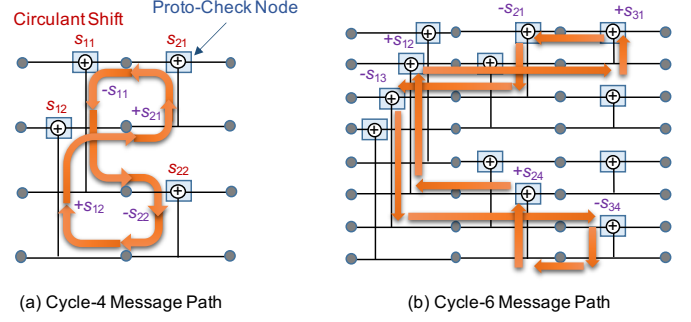 Circulant Shift
Proto-Check Node
s11
s21
-s11
+s21
s12
s22
+s12
-s22
(a) Cycle-4 Message Path
-s21
+s31
+s12
-s13
+s24
-s34
(b) Cycle-6 Message Path